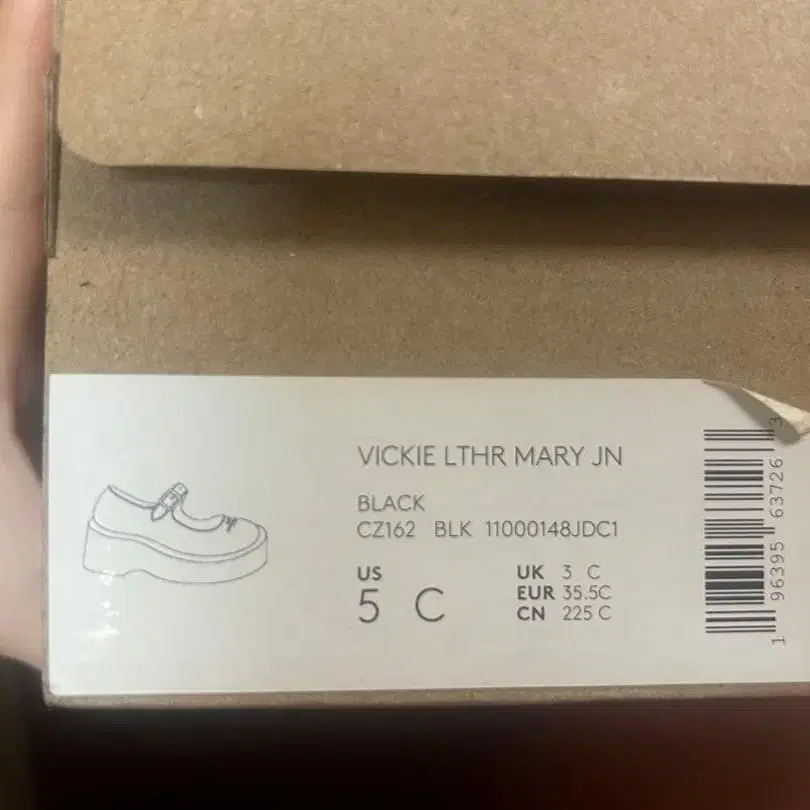 VICKIE LTHR MARY JN
BLACK
CZ162 BLK 11000148JDC1
US
5 C
UK 3 C
EUR 35.5C
CN 225 C
1 96395 63726 3